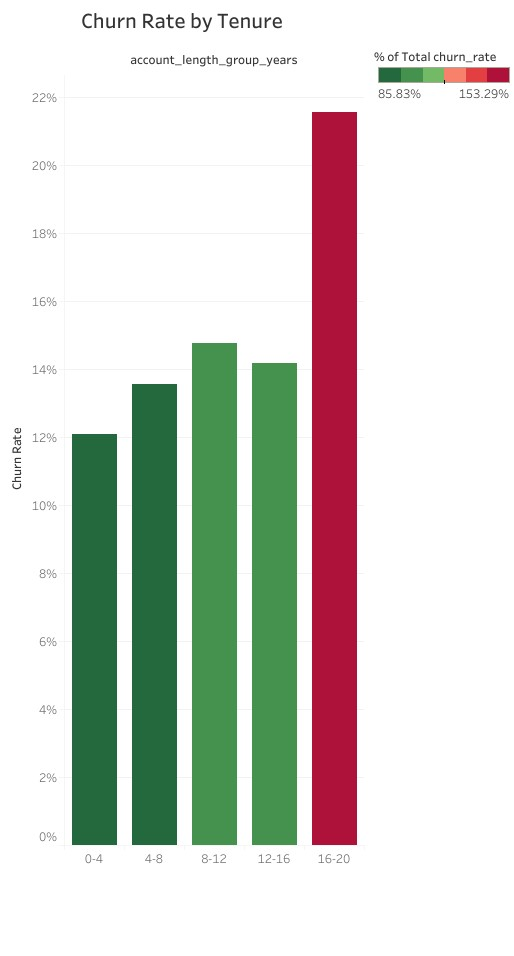 Churn Rate by Tenure
account_length_group_years
% of Total churn_rate
85.83% 153.29%
22%
20%
18%
16%
14%
12%
10%
8%
6%
4%
2%
0%
Churn Rate
0-4 4-8 8-12 12-16 16-20